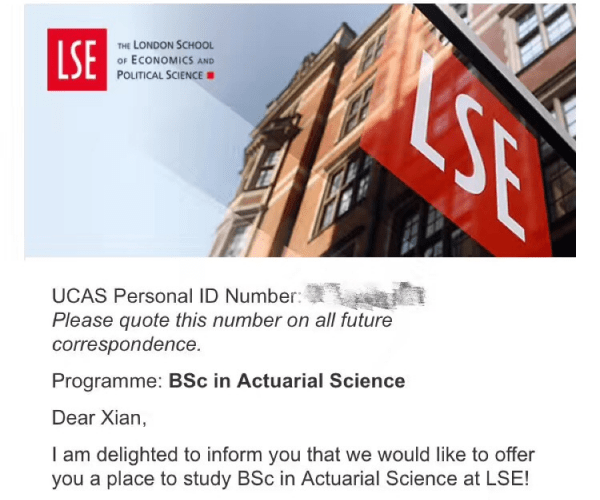 LSE
THE LONDON SCHOOL
OF ECONOMICS AND
POLITICAL SCIENCE
LSE
UCAS Personal ID Number:
Please quote this number on all future
correspondence.
Programme: BSc in Actuarial Science
Dear Xian,
I am delighted to inform you that we would like to offer
you a place to study BSc in Actuarial Science at LSE!